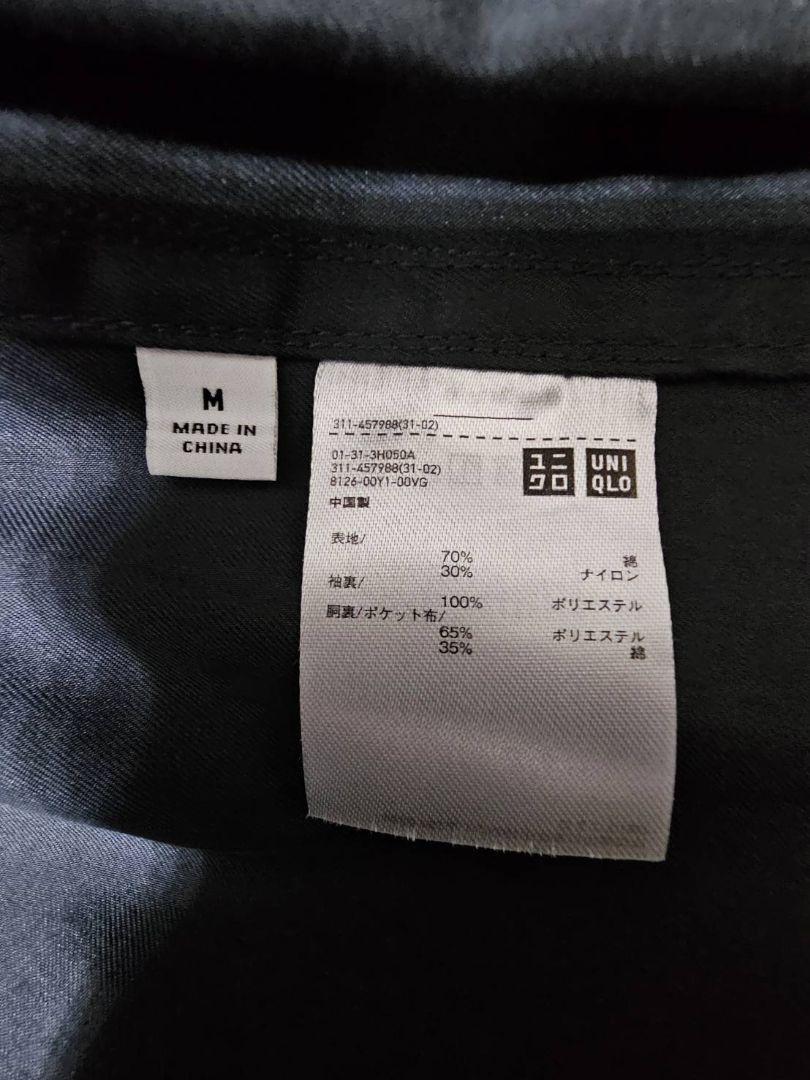 M
MADE IN
CHINA
311-457988(31-02)
01-31-3H050A
311-457988(31-02)
8126-00Y1-00VG
ユニ
クロ
UNI
QLO
中国製
表地/
70% 綿
30% ナイロン
袖裏/
100% ポリエステル
胴裏/ポケット布/
65% ポリエステル
35% 綿